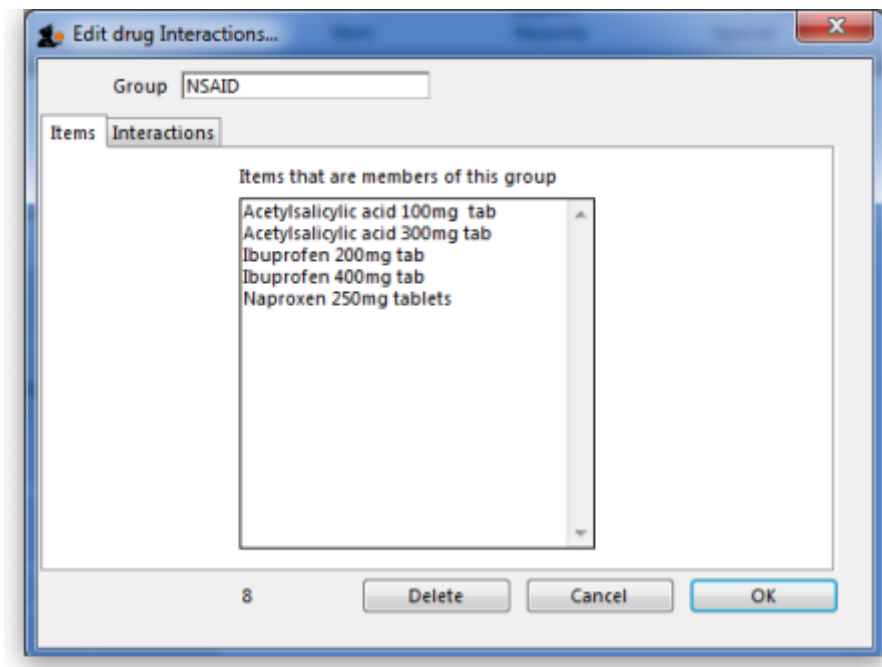 Edit drug Interactions...
Group NSAID
Items Interactions
Items that are members of this group
Acetylsalicylic acid 100mg  tab
Acetylsalicylic acid 300mg tab
Ibuprofen 200mg tab
Ibuprofen 400mg tab
Naproxen 250mg tablets
8 Delete Cancel OK